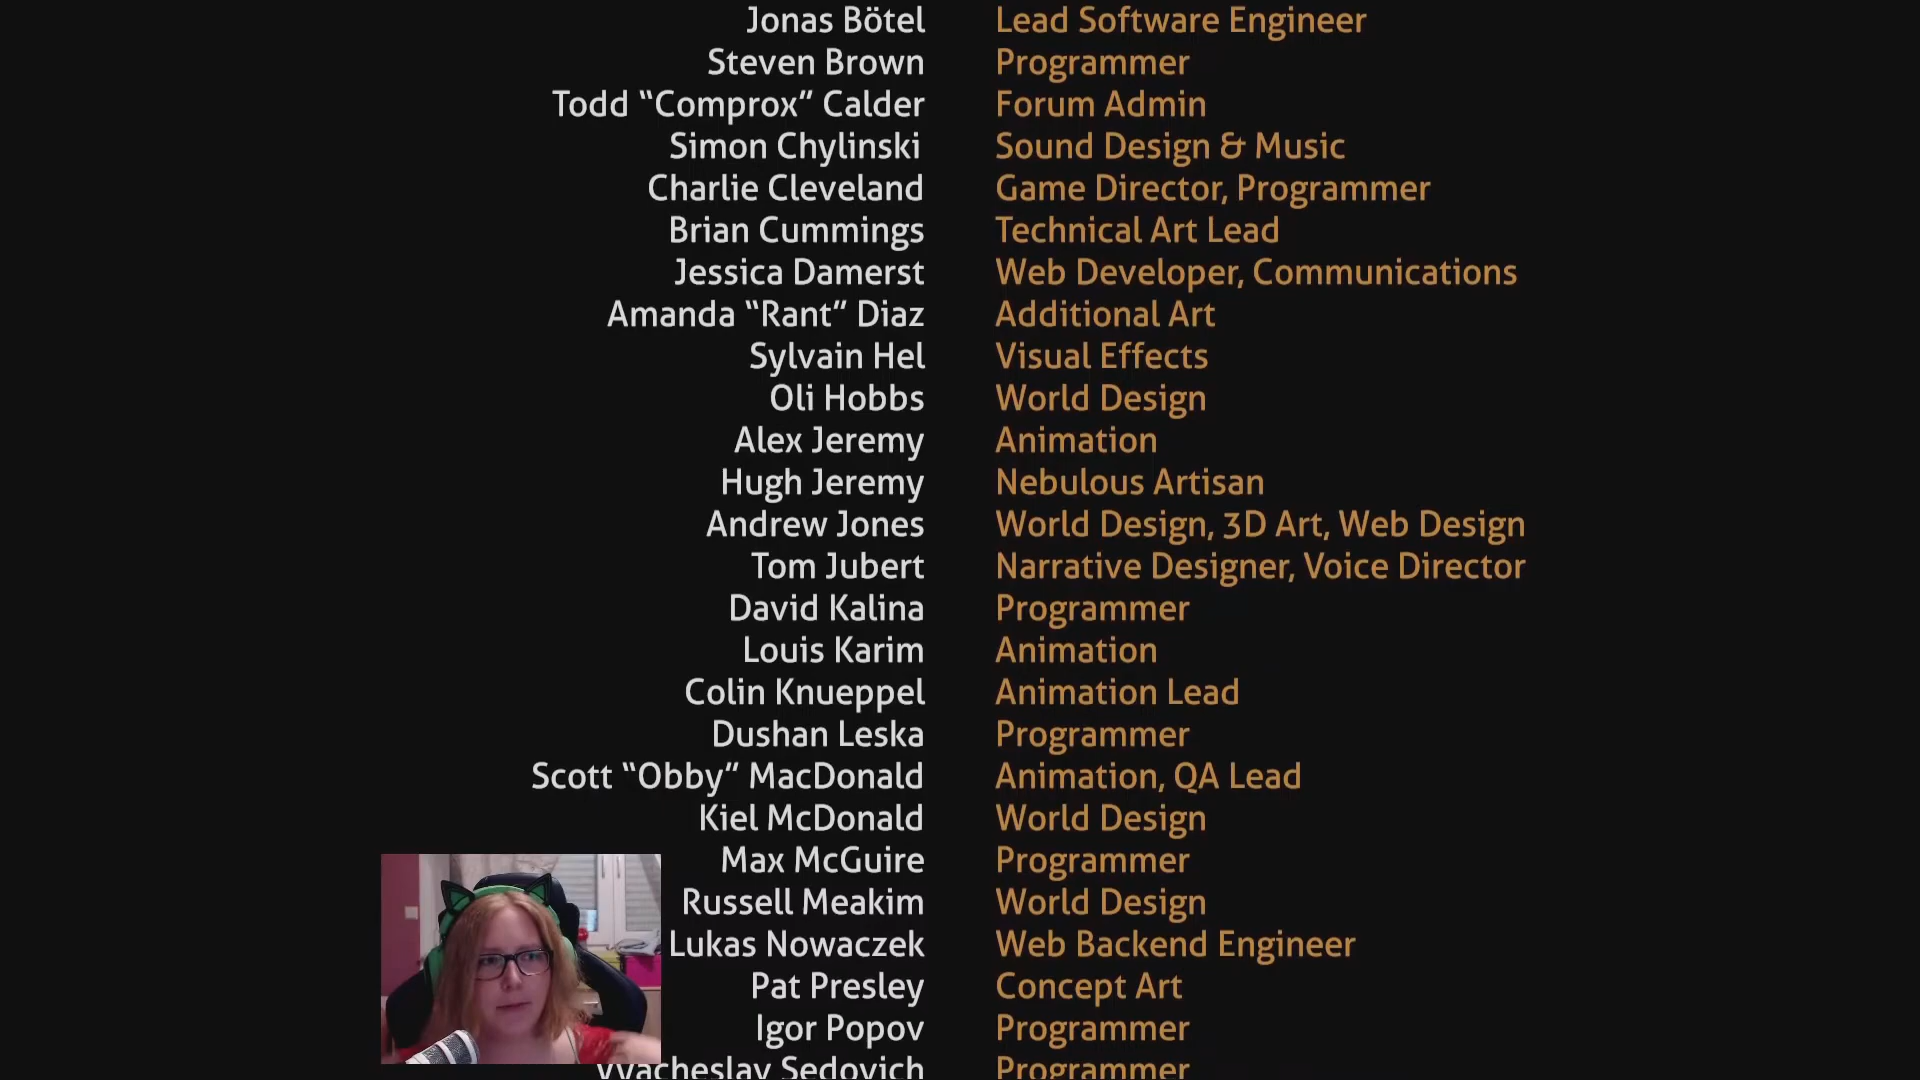 Jonas Bötel Lead Software Engineer
Steven Brown Programmer
Todd “Comprox” Calder Forum Admin
Simon Chylinski Sound Design & Music
Charlie Cleveland Game Director, Programmer
Brian Cummings Technical Art Lead
Jessica Damerst Web Developer, Communications
Amanda “Rant” Diaz Additional Art
Sylvain Hel Visual Effects
Oli Hobbs World Design
Alex Jeremy Animation
Hugh Jeremy Nebulous Artisan
Andrew Jones World Design, 3D Art, Web Design
Tom Jubert Narrative Designer, Voice Director
David Kalina Programmer
Louis Karim Animation
Colin Knueppel Animation Lead
Dushan Leska Programmer
Scott “Obby” MacDonald Animation, QA Lead
Kiel McDonald World Design
Max McGuire Programmer
Russell Meakim World Design
Lukas Nowaczek Web Backend Engineer
Pat Presley Concept Art
Igor Popov Programmer
Sedovich Programmer